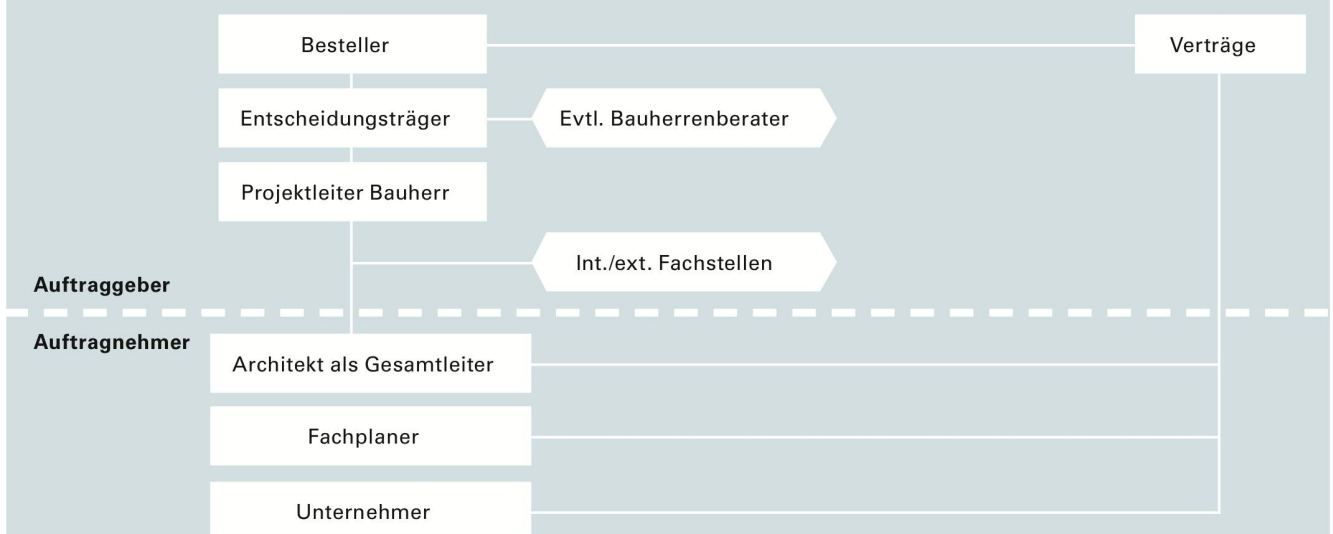 Besteller
Verträge
Entscheidungsträger
Evtl. Bauherrenberater
Projektleiter Bauherr
Int./ext. Fachstellen
Auftraggeber
Auftragnehmer
Architekt als Gesamtleiter
Fachplaner
Unternehmer